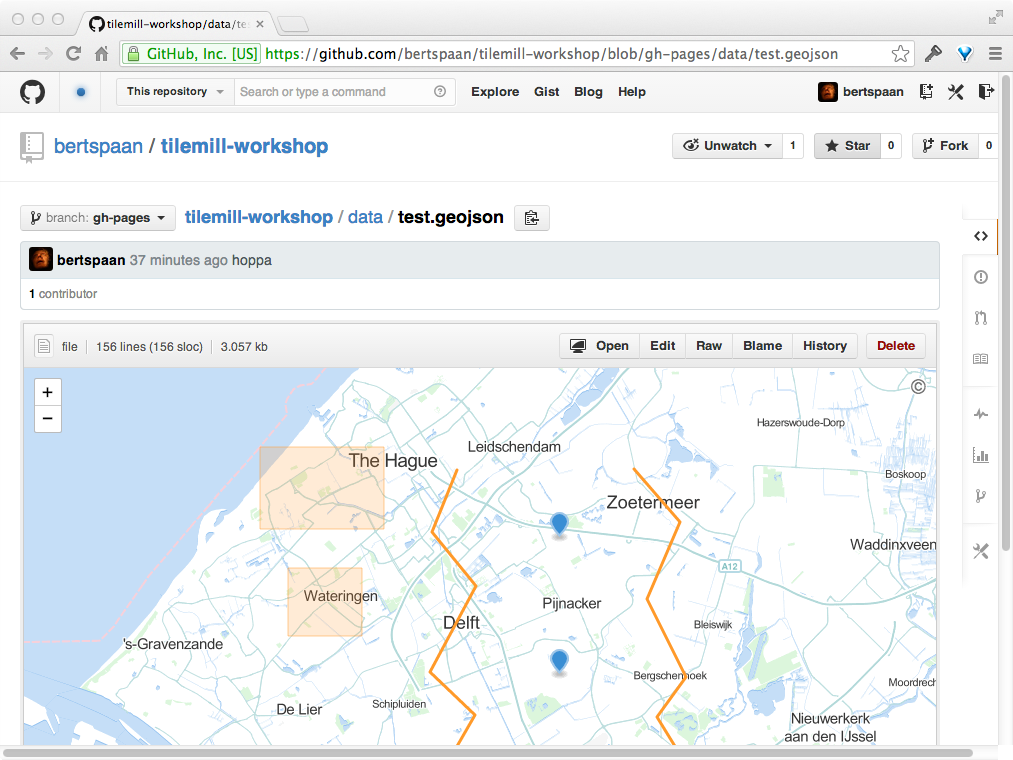 tilemill-workshop/data/te
GitHub, Inc. [US] https://github.com/bertspaan/tilemill-workshop/blob/gh-pages/data/test.geojson
This repository Search or type a command Explore Gist Blog Help bertspaan
bertspaan / tilemill-workshop
Unwatch 1 Star 0 Fork 0
branch: gh-pages tilemill-workshop / data / test.geojson
bertspaan 37 minutes ago hoppa
1 contributor
file 156 lines (156 sloc) 3.057 kb Open Edit Raw Blame History Delete
+
−
©
Hazerswoude-Dorp
Leidschendam
The Hague
Boskoop
Zoetermeer
Waddinxveen
A12
Wateringen
Pijnacker
Delft
Bleiswijk
's-Gravenzande
Bergschenhoek
Moordrech
De Lier
Schipluiden
Nieuwerkerk
aan den IJssel